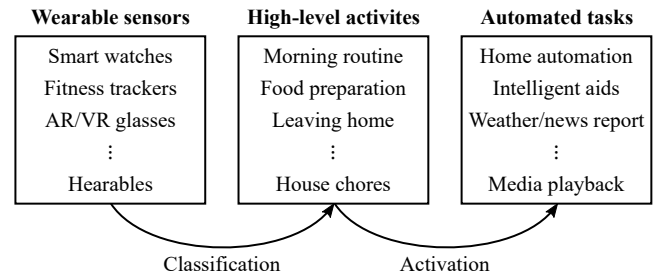 Wearable sensors
Smart watches
Fitness trackers
AR/VR glasses
⋮
Hearables
High-level activites
Morning routine
Food preparation
Leaving home
⋮
House chores
Automated tasks
Home automation
Intelligent aids
Weather/news report
⋮
Media playback
Classification
Activation